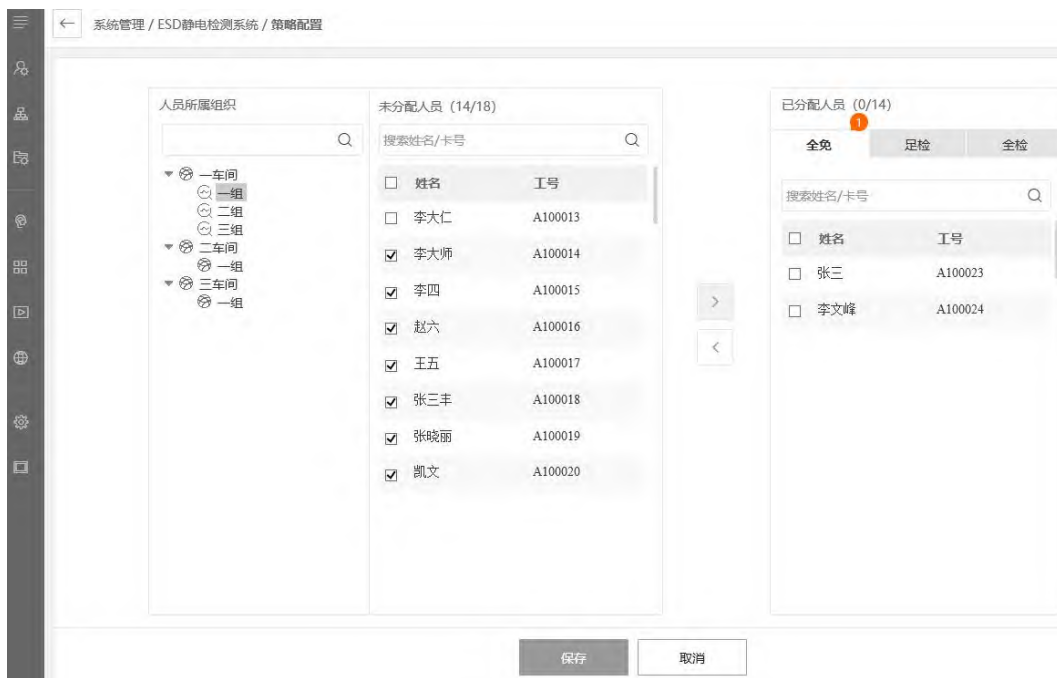 系统管理 / ESD静电检测系统 / 策略配置
人员所属组织
一车间
一组
二组
三组
二车间
一组
三车间
一组
未分配人员 (14/18)
搜索姓名/卡号
姓名 工号
李大仁 A100013
李大师 A100014
李四 A100015
赵六 A100016
王五 A100017
张三丰 A100018
张晓丽 A100019
凯文 A100020
已分配人员 (0/14)
1
全免 足检 全检
搜索姓名/卡号
姓名 工号
张三 A100023
李文峰 A100024
保存 取消